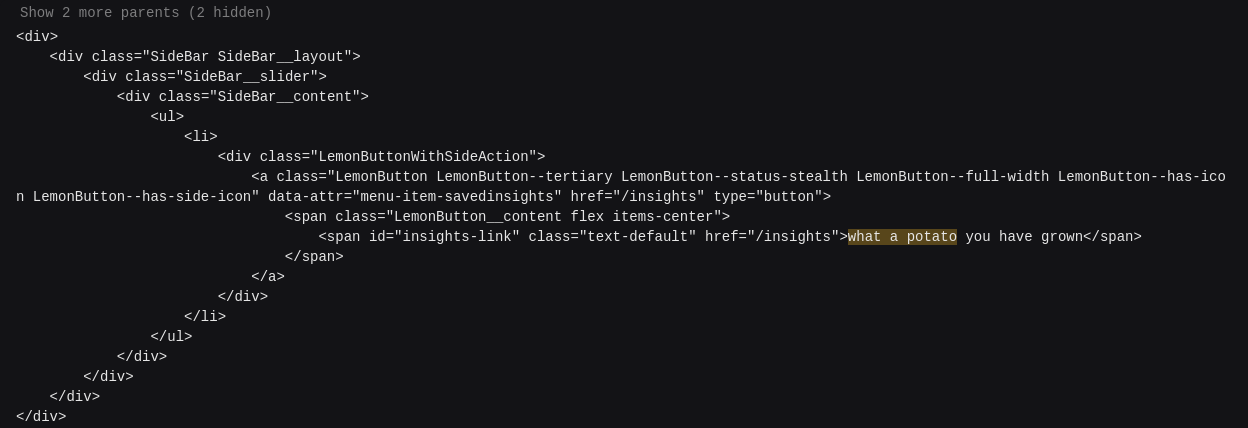 Show 2 more parents (2 hidden)
<div>
    <div class="SideBar SideBar__layout">
        <div class="SideBar__slider">
            <div class="SideBar__content">
                <ul>
                    <li>
                        <div class="LemonButtonWithSideAction">
                            <a class="LemonButton LemonButton--tertiary LemonButton--status-stealth LemonButton--full-width LemonButton--has-ico
n LemonButton--has-side-icon" data-attr="menu-item-savedinsights" href="/insights" type="button">
                                <span class="LemonButton__content flex items-center">
                                    <span id="insights-link" class="text-default" href="/insights">what a potato you have grown</span>
                                </span>
                            </a>
                        </div>
                    </li>
                </ul>
            </div>
        </div>
    </div>
</div>